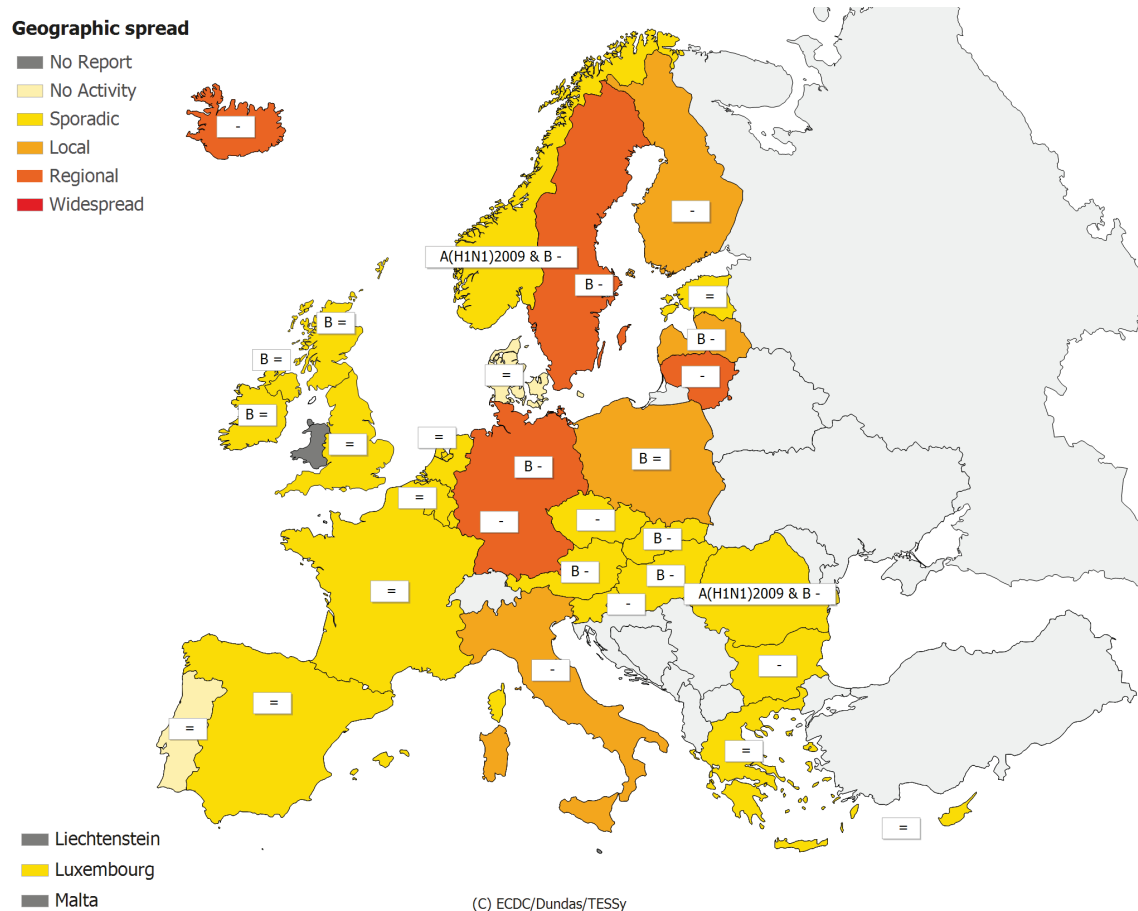 Geographic spread
No Report
No Activity
Sporadic
Local
Regional
Widespread
-
-
A(H1N1)2009 & B -
B -
=
B =
B -
B =
=
-
B =
=
=
B =
B -
=
-
-
B -
B -
B -
=
A(H1N1)2009 & B -
-
-
-
=
=
=
=
Liechtenstein
Luxembourg
Malta
(C) ECDC/Dundas/TESSy